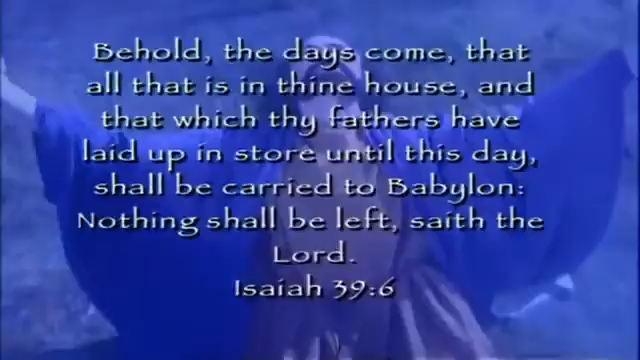 Behold, the days come, that
all that is in thine house, and
that which thy fathers have
laid up in store until this day,
shall be carried to Babylon:
Nothing shall be left, saith the
Lord.
Isaiah 39:6